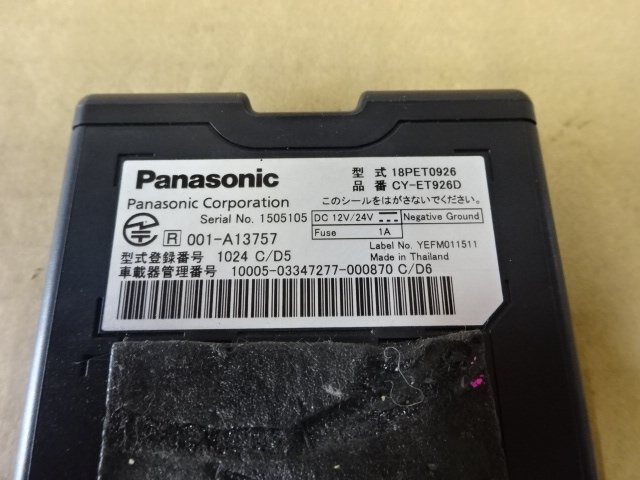 Panasonic
型式 18PET0926
品番 CY-ET926D
Panasonic Corporation
このシールをはがさないでください。
Serial No. 1505105
DC 12V/24V Negative Ground
Fuse 1A
R 001-A13757
Label No. YEFM011511
Made in Thailand
型式登録番号 1024 C/D5
車載器管理番号 10005-03347277-000870 C/D6